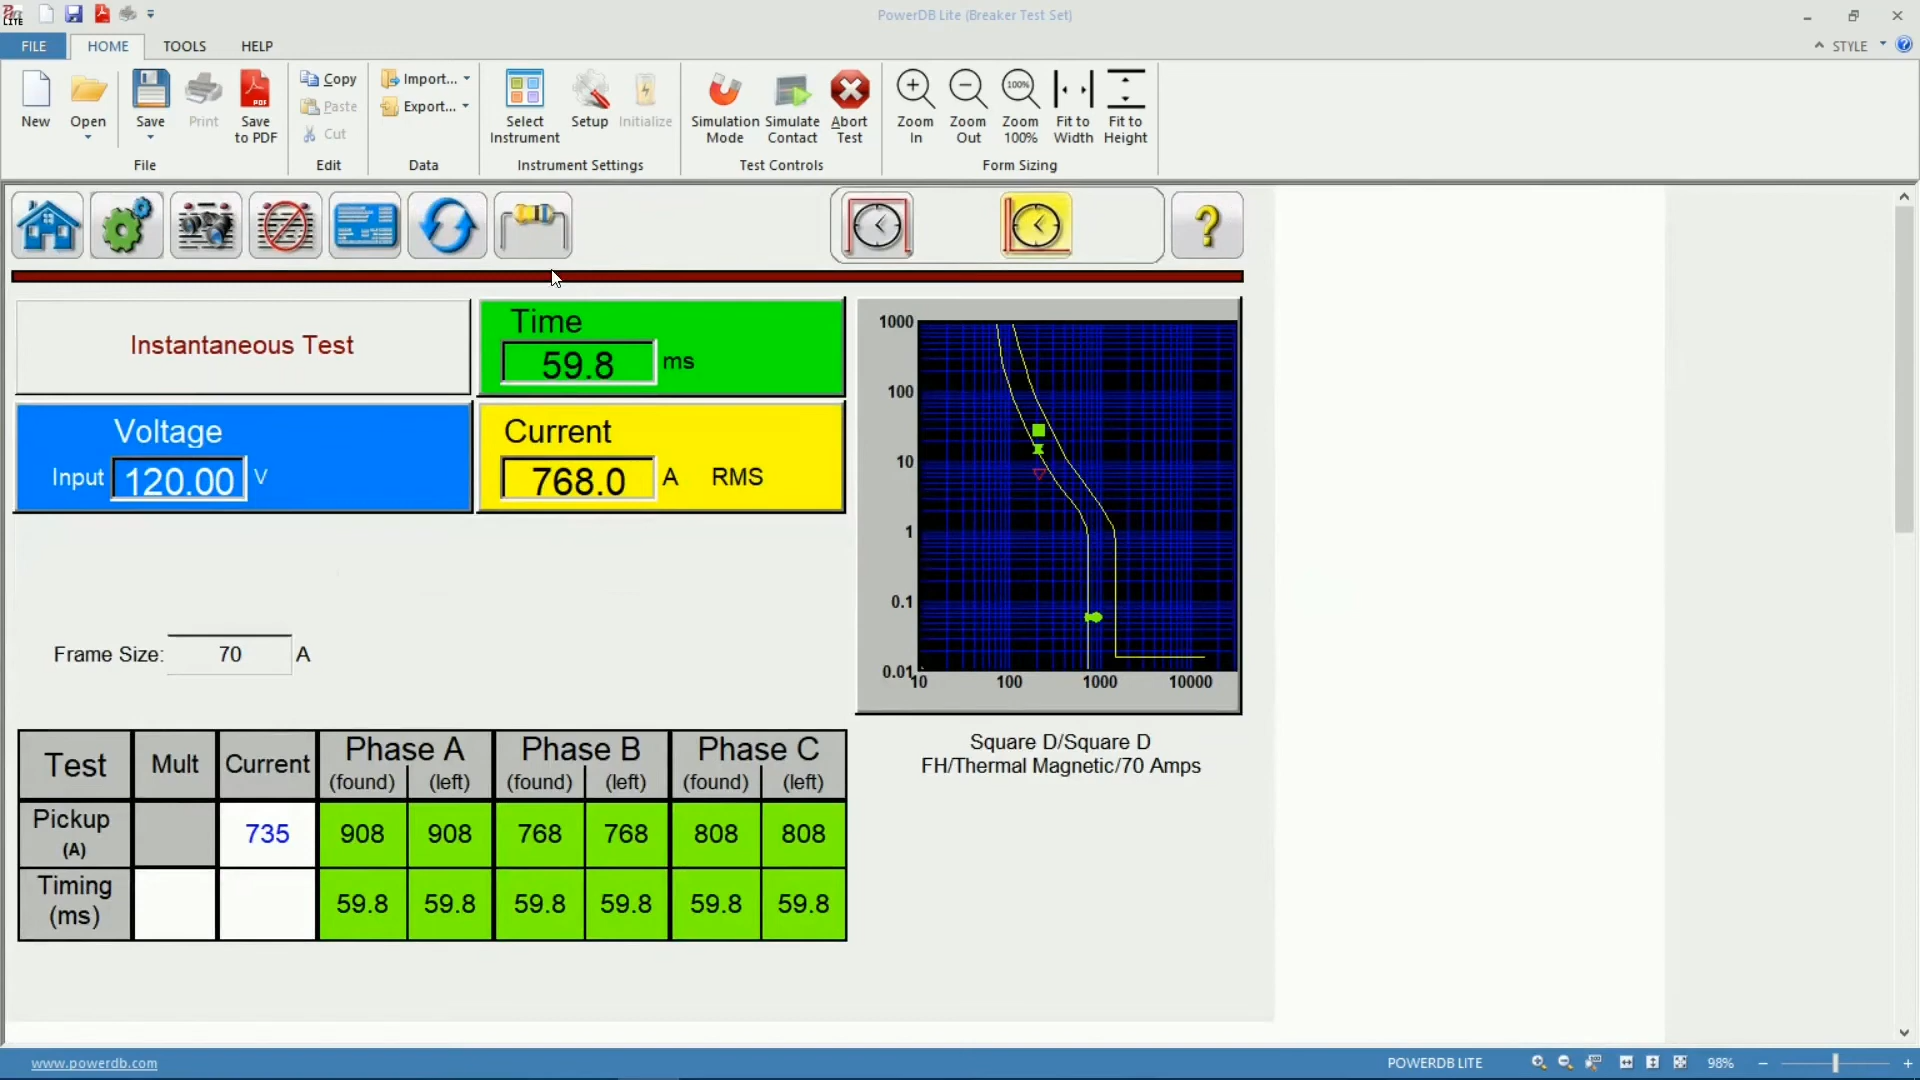 LITE
PowerDB Lite (Breaker Test Set)
FILE HOME TOOLS HELP STYLE
New Open Save Print Save to PDF
File
Copy
Paste
Cut
Edit
Import...
Export...
Data
Select Instrument Setup Initialize
Instrument Settings
Simulation Mode Simulate Contact Abort Test
Test Controls
Zoom In Zoom Out 100% Zoom 100% Fit to Width Fit to Height
Form Sizing
Instantaneous Test
Time
59.8 ms
Voltage
Input 120.00 V
Current
768.0 A RMS
Frame Size: 70 A
1000
100
10
1
0.1
0.01
10 100 1000 10000
Square D/Square D
FH/Thermal Magnetic/70 Amps
Test Mult Current Phase A Phase B Phase C
(found) (left) (found) (left) (found) (left)
Pickup (A) 735 908 908 768 768 808 808
Timing (ms) 59.8 59.8 59.8 59.8 59.8 59.8
www.powerdb.com POWERDB LITE 98%